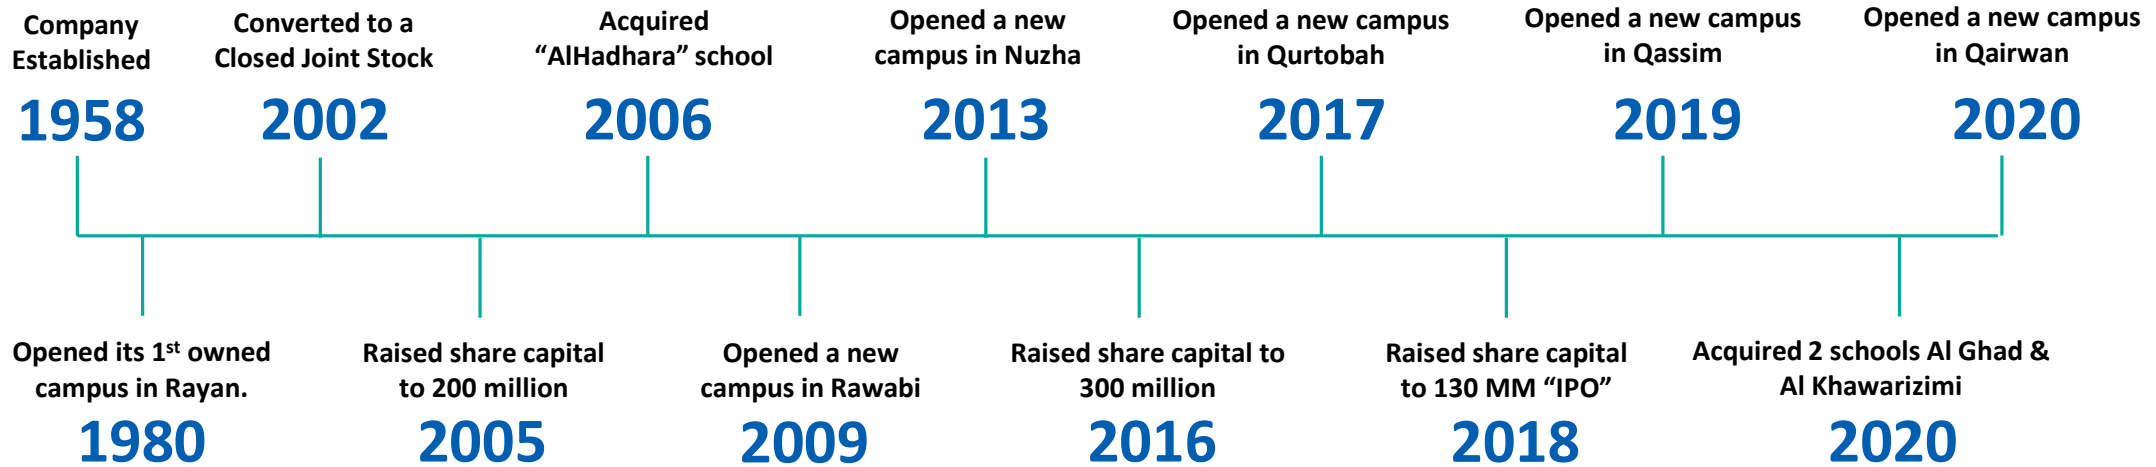 Company
Established
1958
Converted to a
Closed Joint Stock
2002
Acquired
“AlHadhara” school
2006
Opened a new
campus in Nuzha
2013
Opened a new campus
in Qurtobah
2017
Opened a new campus
in Qassim
2019
Opened a new campus
in Qairwan
2020
Opened its 1st owned
campus in Rayan.
1980
Raised share capital
to 200 million
2005
Opened a new
campus in Rawabi
2009
Raised share capital to
300 million
2016
Raised share capital
to 130 MM “IPO”
2018
Acquired 2 schools Al Ghad &
Al Khawarizimi
2020